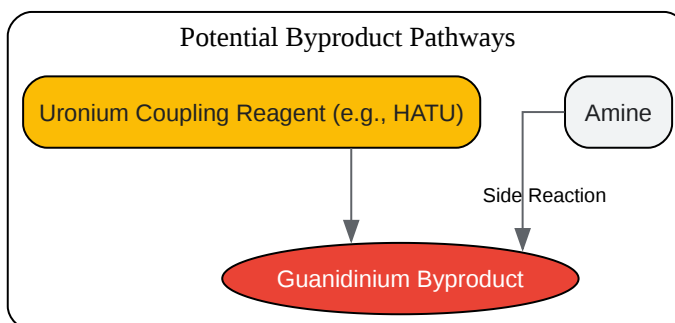 Potential Byproduct Pathways
Uronium Coupling Reagent (e.g., HATU)
Amine
Side Reaction
Guanidinium Byproduct